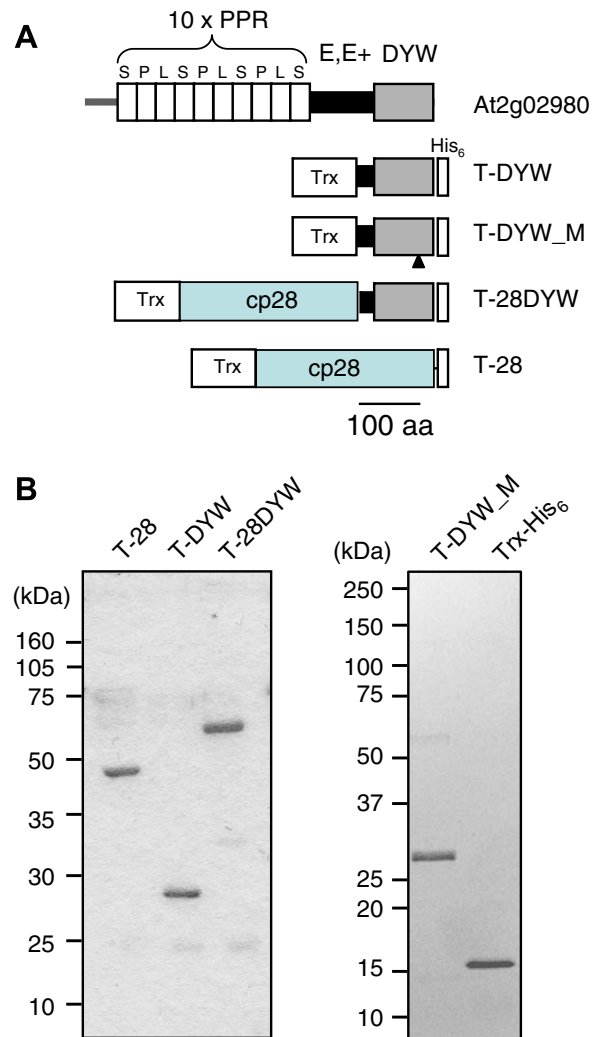 A
10 x PPR
E,E+ DYW
S P L S P L S P L S
At2g02980
His6
Trx
T-DYW
Trx
T-DYW_M
Trx cp28
T-28DYW
Trx cp28
T-28
100 aa
B
T-28 T-DYW T-28DYW
(kDa)
160
105
75
50
35
30
25
10
T-DYW_M Trx-His6
(kDa)
250
150
100
75
50
37
25
20
15
10